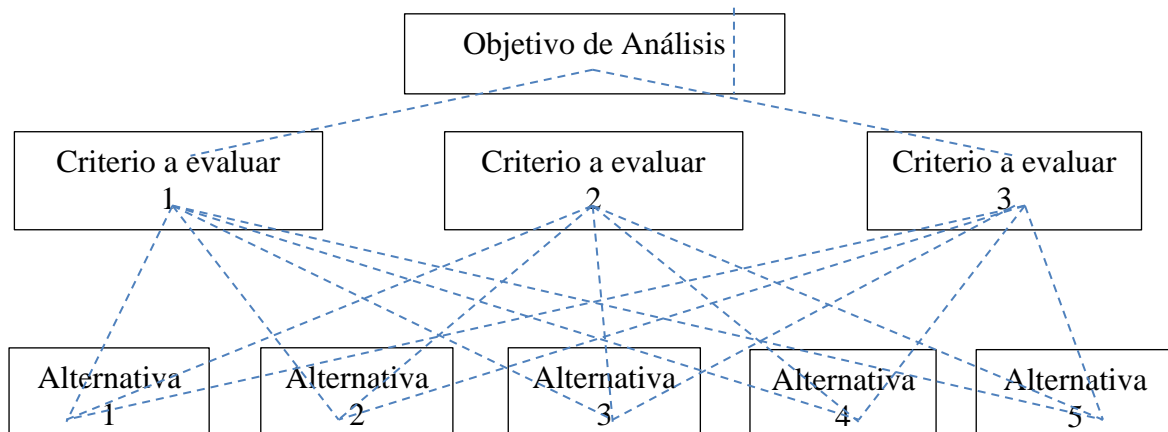 Objetivo de Análisis
Criterio a evaluar
1
Criterio a evaluar
2
Criterio a evaluar
3
Alternativa
1
Alternativa
2
Alternativa
3
Alternativa
4
Alternativa
5